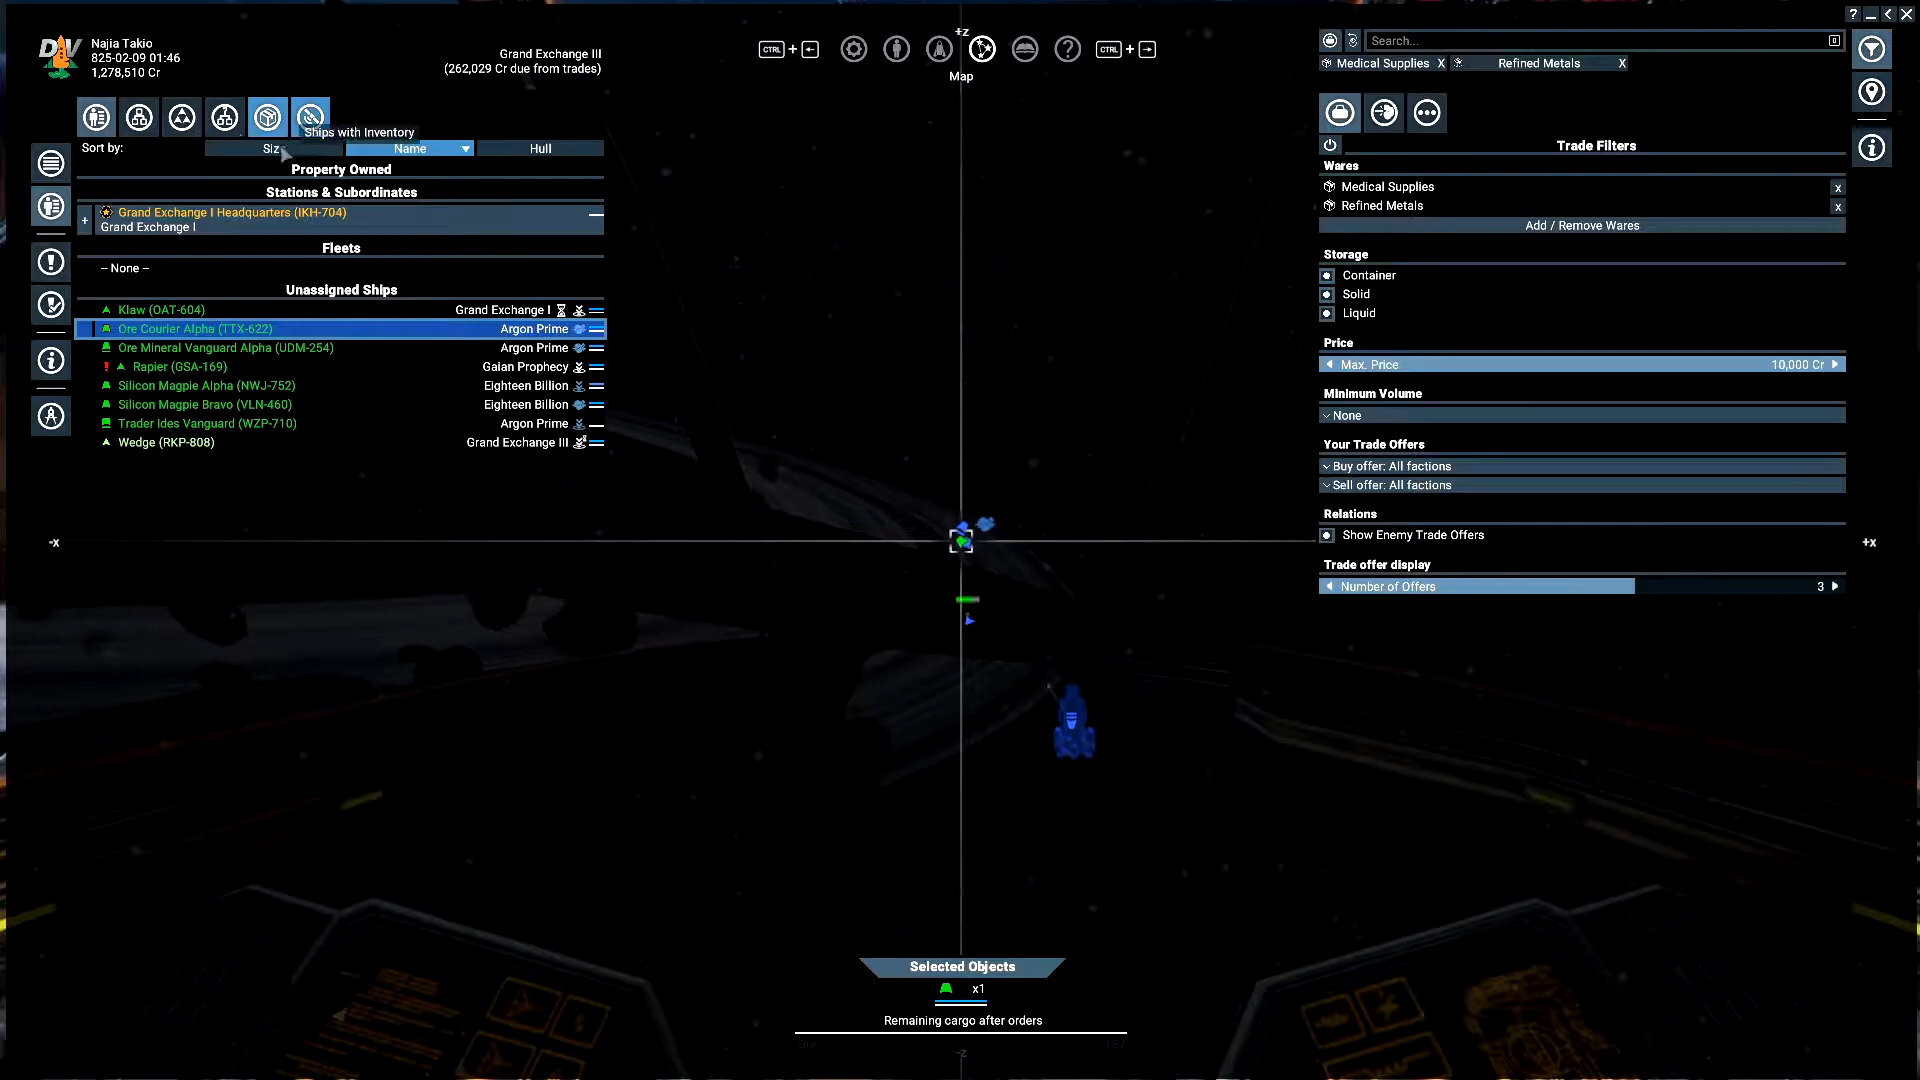 DV
Najia Takio
825-02-09 01:46
1,278,510 Cr
Grand Exchange III
(262,029 Cr due from trades)
CTRL +
CTRL +
+z
Map
Ships with Inventory
Sort by:
Size
Name
Hull
Property Owned
Stations & Subordinates
+
Grand Exchange I Headquarters (IKH-704)
Grand Exchange I
Fleets
– None –
Unassigned Ships
Klaw (OAT-604) Grand Exchange I
Ore Courier Alpha (TTX-622) Argon Prime
Ore Mineral Vanguard Alpha (UDM-254) Argon Prime
! Rapier (GSA-169) Gaian Prophecy
Silicon Magpie Alpha (NWJ-752) Eighteen Billion
Silicon Magpie Bravo (VLN-460) Eighteen Billion
Trader Ides Vanguard (WZP-710) Argon Prime
Wedge (RKP-808) Grand Exchange III
-x
+x
Selected Objects
x1
Remaining cargo after orders
-z
Search...
Medical Supplies X
Refined Metals X
Trade Filters
Wares
Medical Supplies x
Refined Metals x
Add / Remove Wares
Storage
Container
Solid
Liquid
Price
Max. Price 10,000 Cr
Minimum Volume
None
Your Trade Offers
Buy offer: All factions
Sell offer: All factions
Relations
Show Enemy Trade Offers
Trade offer display
Number of Offers 3